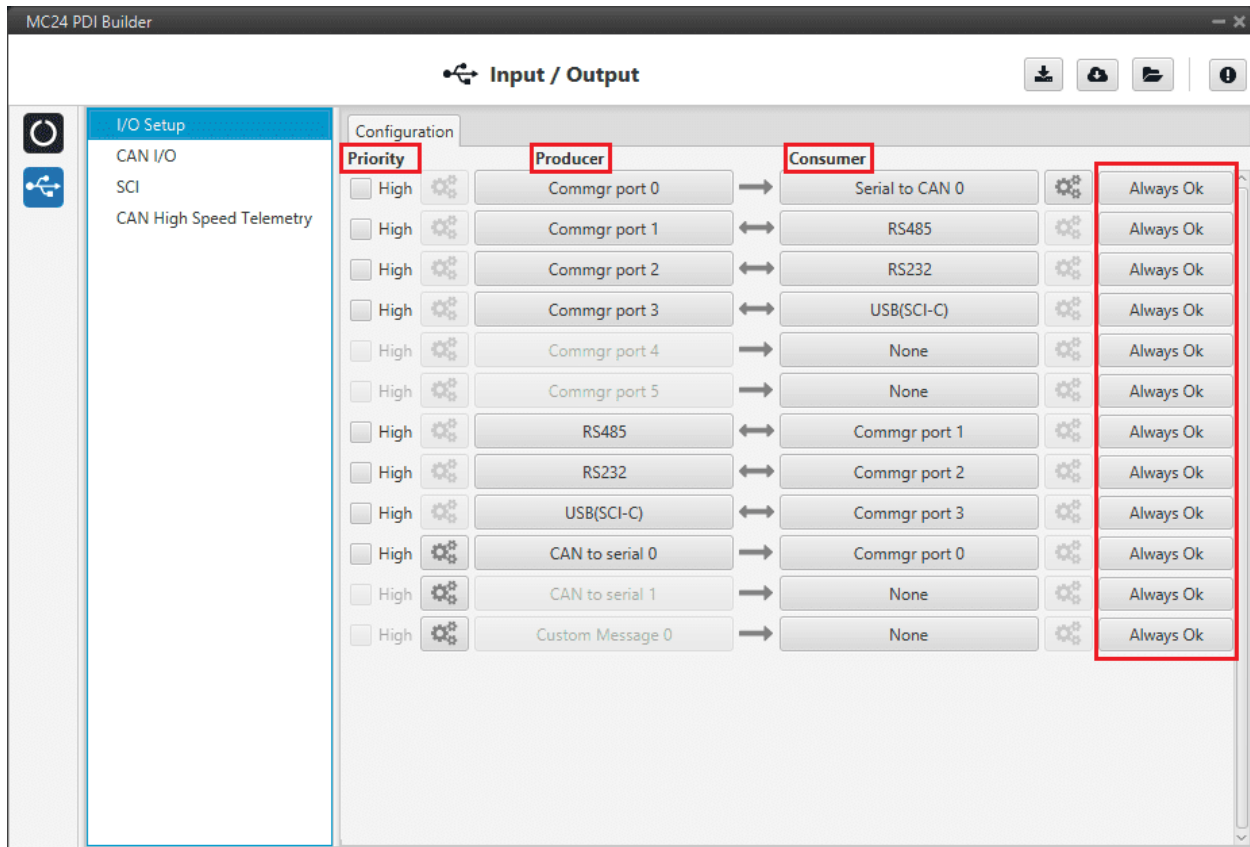 MC24 PDI Builder
Input / Output
I/O Setup
CAN I/O
SCI
CAN High Speed Telemetry
Configuration
Priority Producer Consumer
High Commgr port 0 Serial to CAN 0 Always Ok
High Commgr port 1 RS485 Always Ok
High Commgr port 2 RS232 Always Ok
High Commgr port 3 USB(SCI-C) Always Ok
High Commgr port 4 None Always Ok
High Commgr port 5 None Always Ok
High RS485 Commgr port 1 Always Ok
High RS232 Commgr port 2 Always Ok
High USB(SCI-C) Commgr port 3 Always Ok
High CAN to serial 0 Commgr port 0 Always Ok
High CAN to serial 1 None Always Ok
High Custom Message 0 None Always Ok